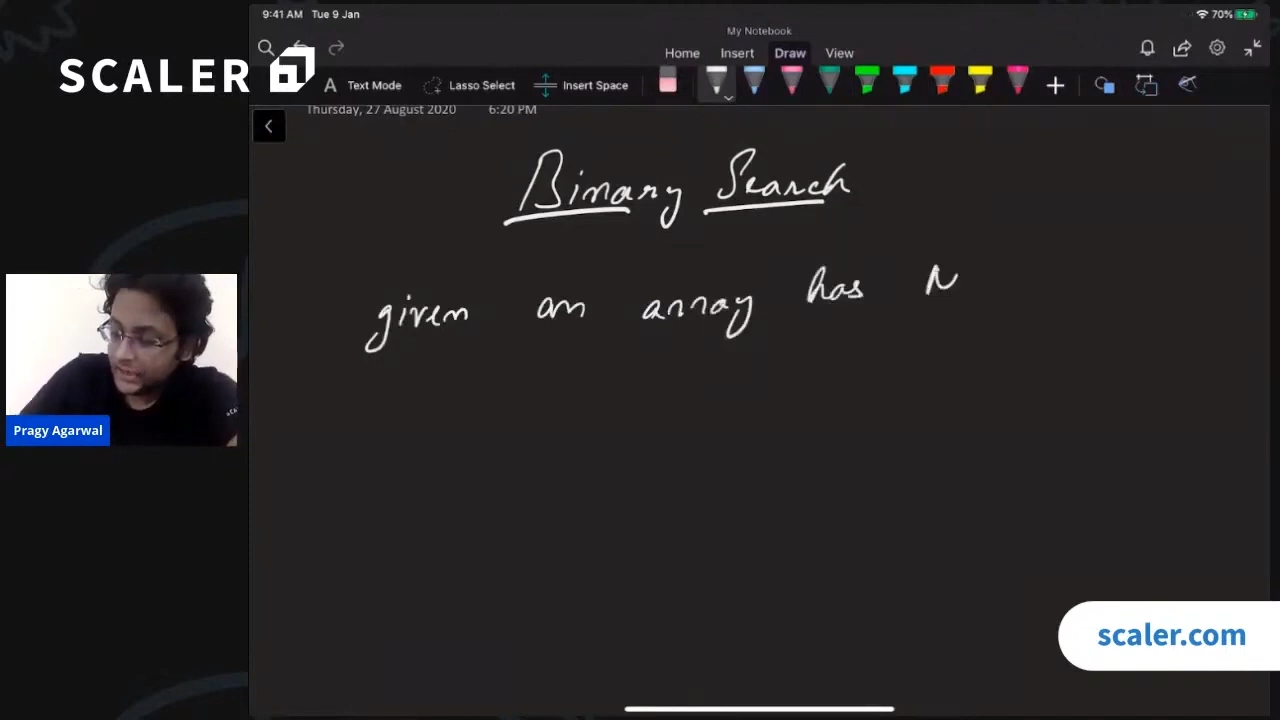 9:41 AM Tue 9 Jan
70%
My Notebook
Home Insert Draw View
SCALER
A Text Mode Lasso Select Insert Space
Thursday, 27 August 2020 6:20 PM
Binary Search
given an array has N
Pragy Agarwal
scaler.com